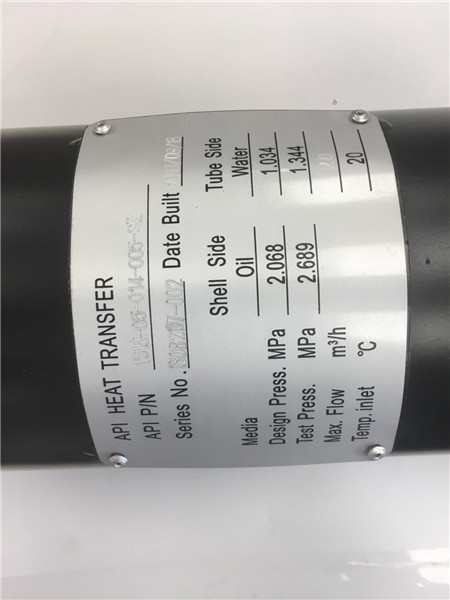 API HEAT TRANSFER
API P/N
Series No. Date Built
Shell Side Tube Side
Media Oil Water
Design Press. MPa 2.068 1.034
Test Press. MPa 2.689 1.344
Max. Flow m³/h 20
Temp. inlet °C 20